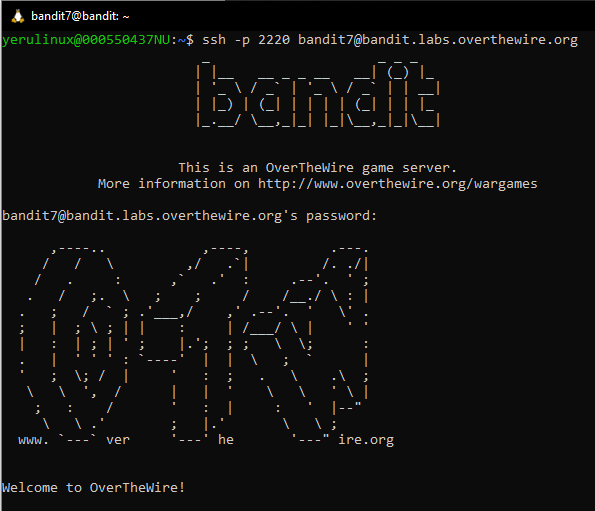 bandit7@bandit: ~
yerulinux@000550437NU:~$ ssh -p 2220 bandit7@bandit.labs.overthewire.org
bandit
This is an OverTheWire game server.
More information on http://www.overthewire.org/wargames
bandit7@bandit.labs.overthewire.org's password:
www. ver he ire.org
Welcome to OverTheWire!